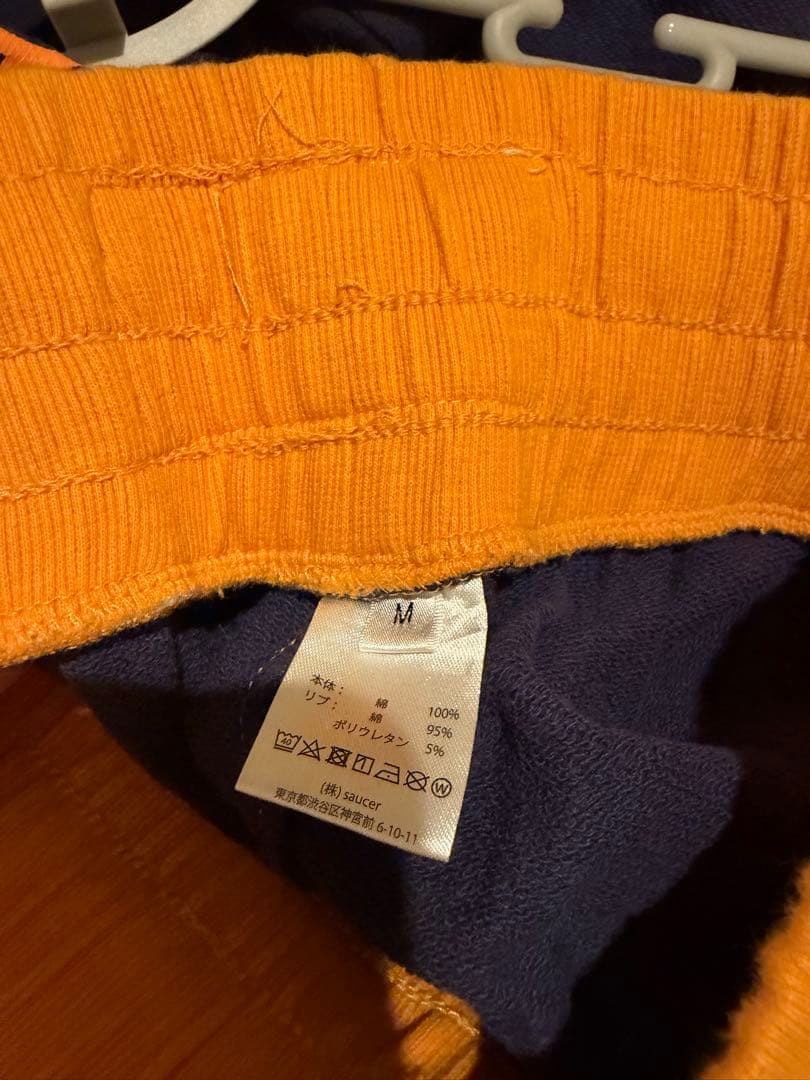 M
本体: 綿 100%
リブ: 綿 95%
ポリウレタン 5%
40
W
(株) saucer
東京都渋谷区神宮前 6-10-11